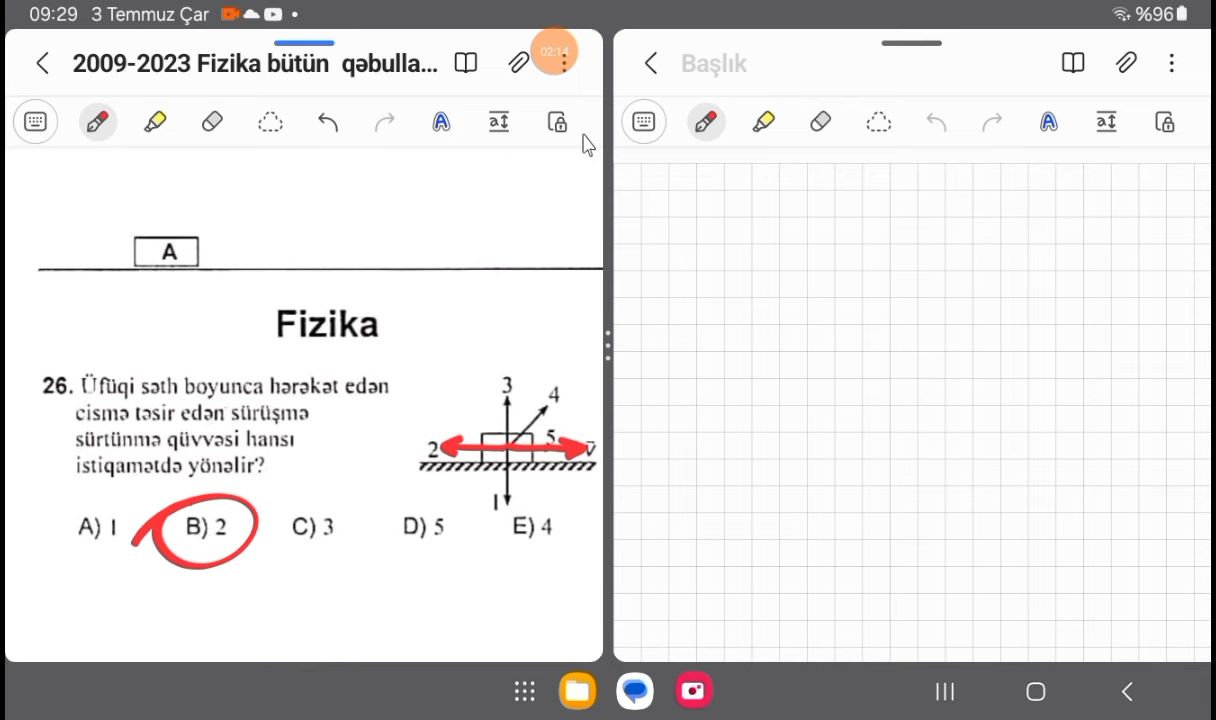 09:29 3 Temmuz Çar
%96
2009-2023 Fizika bütün qəbulla...
02:14
Başlık
A
Fizika
26. Üfüqi səth boyunca hərəkət edən
cismə təsir edən sürüşmə
sürtünmə qüvvəsi hansı
istiqamətdə yönəlir?
3
4
5
2
v̄
1
A) 1 B) 2 C) 3 D) 5 E) 4